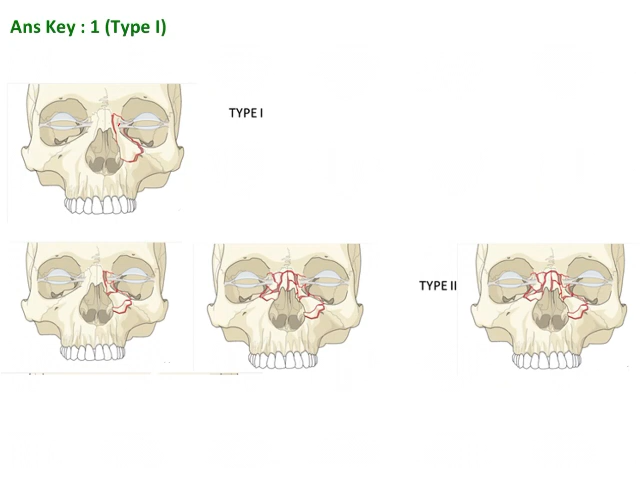 Ans Key : 1 (Type I)
TYPE I
TYPE II